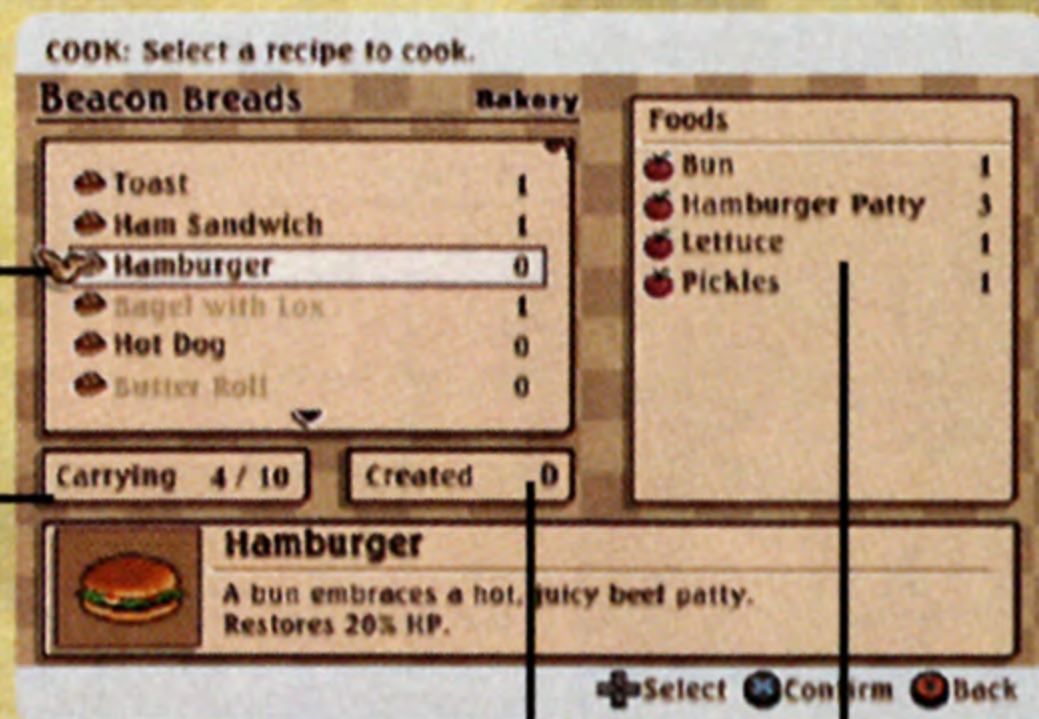 COOK: Select a recipe to cook.
Beacon Breads Bakery
Toast 1
Ham Sandwich 1
Hamburger 0
Bagel with Lox 1
Hot Dog 0
Butter Roll 0
Carrying 4 / 10
Created 0
Foods
Bun 1
Hamburger Patty 3
Lettuce 1
Pickles 1
Hamburger
A bun embraces a hot, juicy beef patty.
Restores 20% HP.
Select Confirm Back